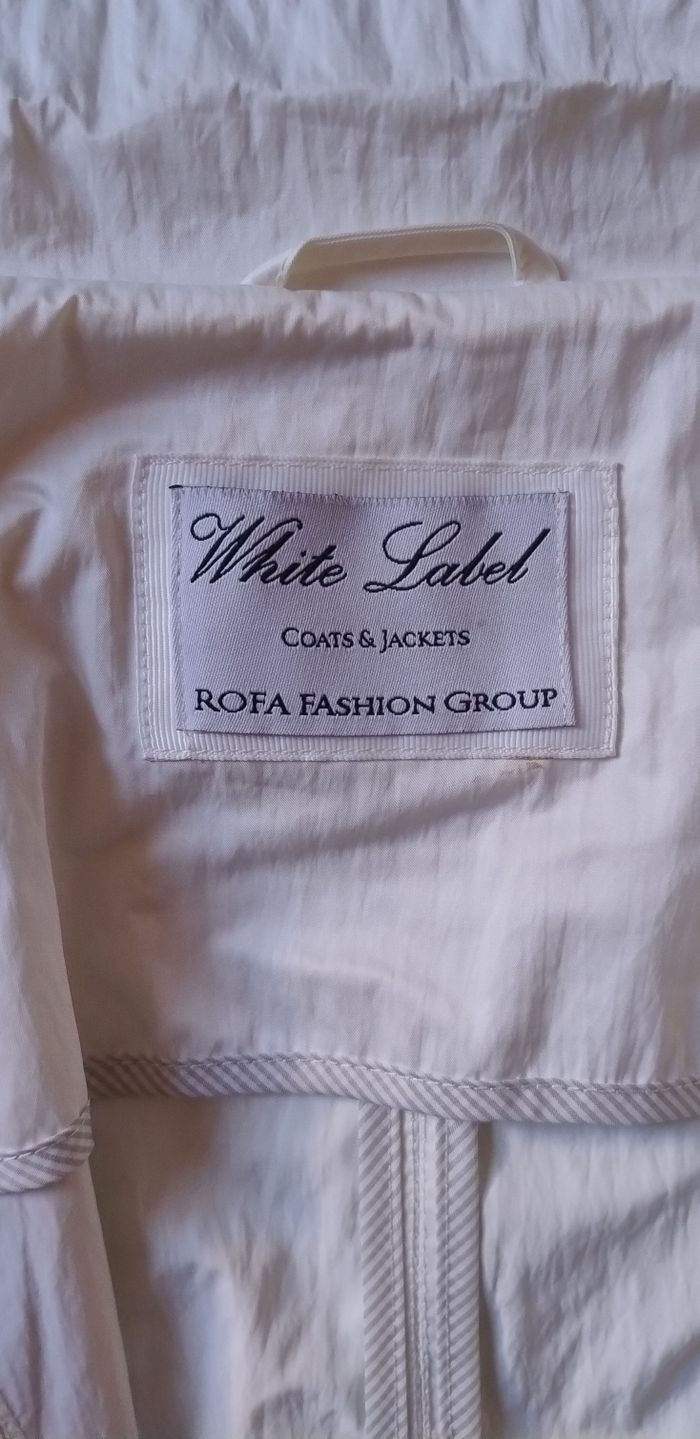 White Label
COATS & JACKETS
ROFA FASHION GROUP